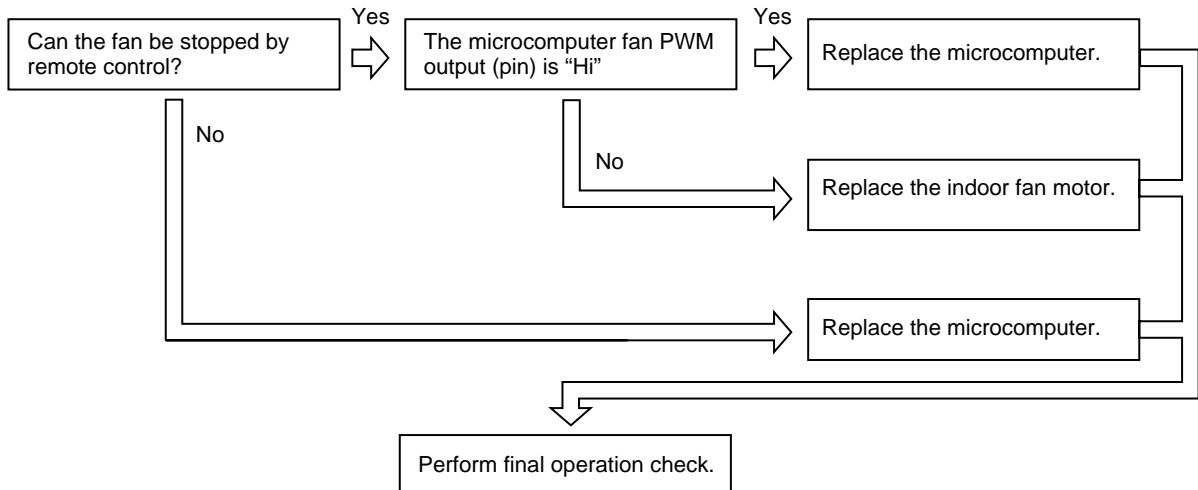 Can the fan be stopped by
remote control?
Yes
The microcomputer fan PWM
output (pin) is “Hi”
Yes
Replace the microcomputer.
No
No
Replace the indoor fan motor.
Replace the microcomputer.
Perform final operation check.